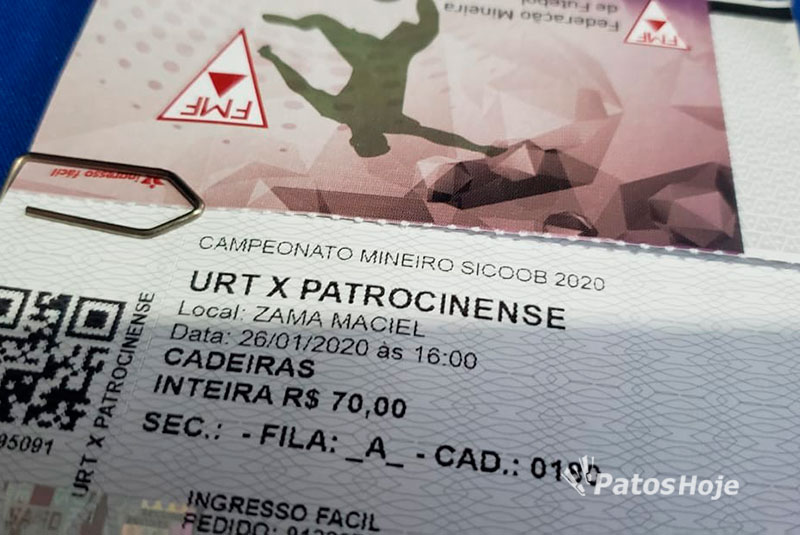 Federação Mineira
de Futebol
FMF
FMF
ingresso fácil
CAMPEONATO MINEIRO SICOOB 2020
URT X PATROCINENSE
Local: ZAMA MACIEL
Data: 26/01/2020 às 16:00
CADEIRAS
INTEIRA R$ 70,00
SEC.: - FILA: _A_ - CAD.: 0190
URT X PATROCINENSE
95091
INGRESSO FACIL
PEDIDO:
PatosHoje